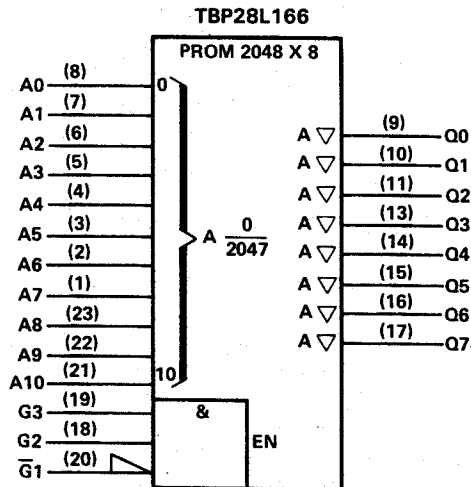 TBP28L166
PROM 2048 X 8
A0 (8) 0
A1 (7)
A2 (6)
A3 (5)
A4 (4)
A5 (3)
A6 (2)
A7 (1)
A8 (23)
A9 (22)
A10 (21) 10
G3 (19)
G2 (18)
G1 (20)
A 0/2047
&
EN
A ▽ (9) Q0
A ▽ (10) Q1
A ▽ (11) Q2
A ▽ (13) Q3
A ▽ (14) Q4
A ▽ (15) Q5
A ▽ (16) Q6
A ▽ (17) Q7